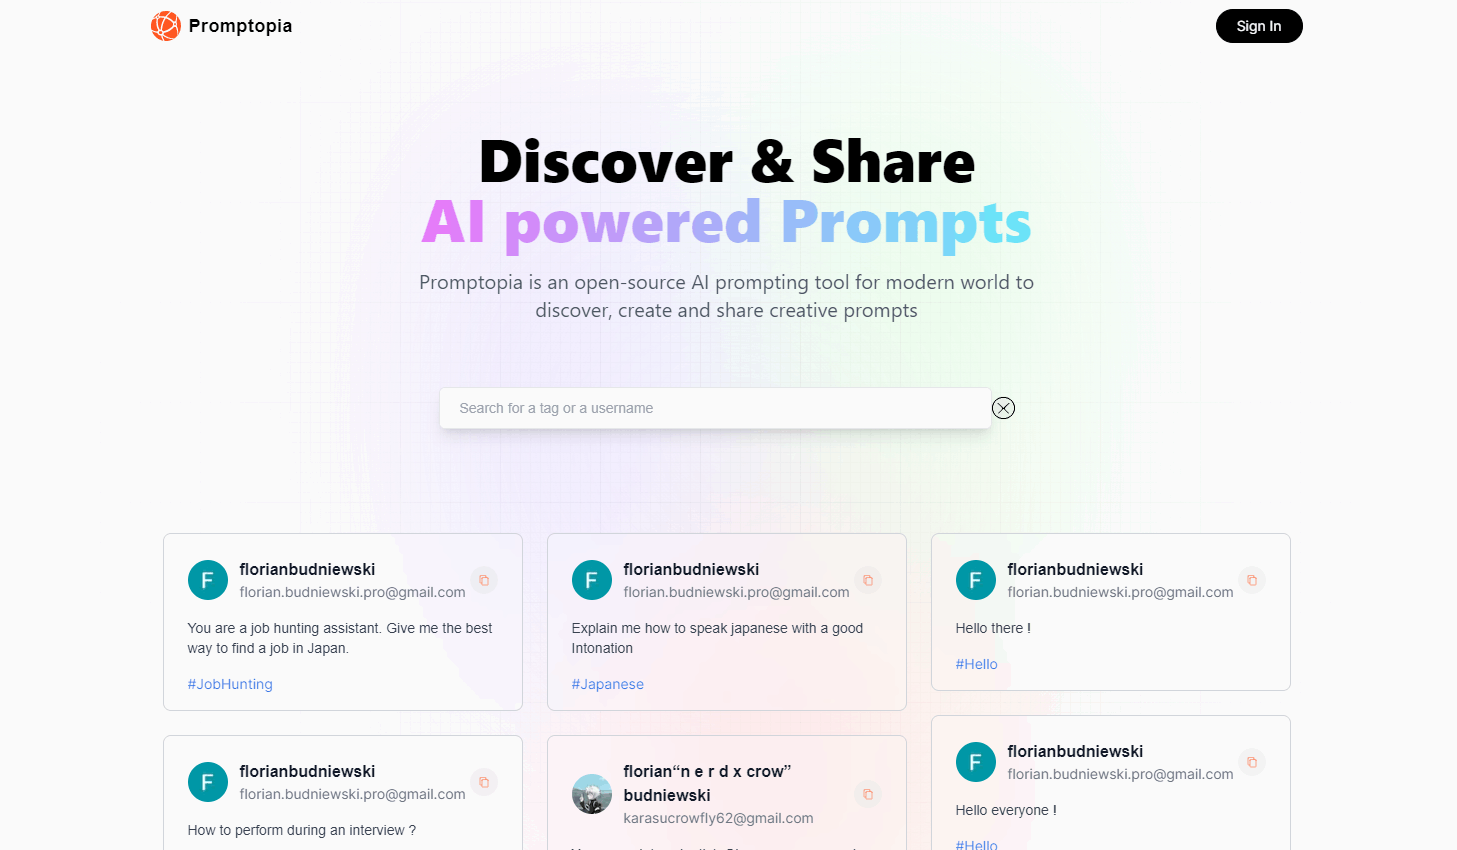 Promptopia
Sign In
Discover & Share
AI powered Prompts
Promptopia is an open-source AI prompting tool for modern world to
discover, create and share creative prompts
Search for a tag or a username
F
florianbudniewski
florian.budniewski.pro@gmail.com
You are a job hunting assistant. Give me the best
way to find a job in Japan.
#JobHunting
F
florianbudniewski
florian.budniewski.pro@gmail.com
Explain me how to speak japanese with a good
Intonation
#Japanese
F
florianbudniewski
florian.budniewski.pro@gmail.com
Hello there !
#Hello
F
florianbudniewski
florian.budniewski.pro@gmail.com
How to perform during an interview ?
florian“n e r d x crow”
budniewski
karasucrowfly62@gmail.com
F
florianbudniewski
florian.budniewski.pro@gmail.com
Hello everyone !
#Hello